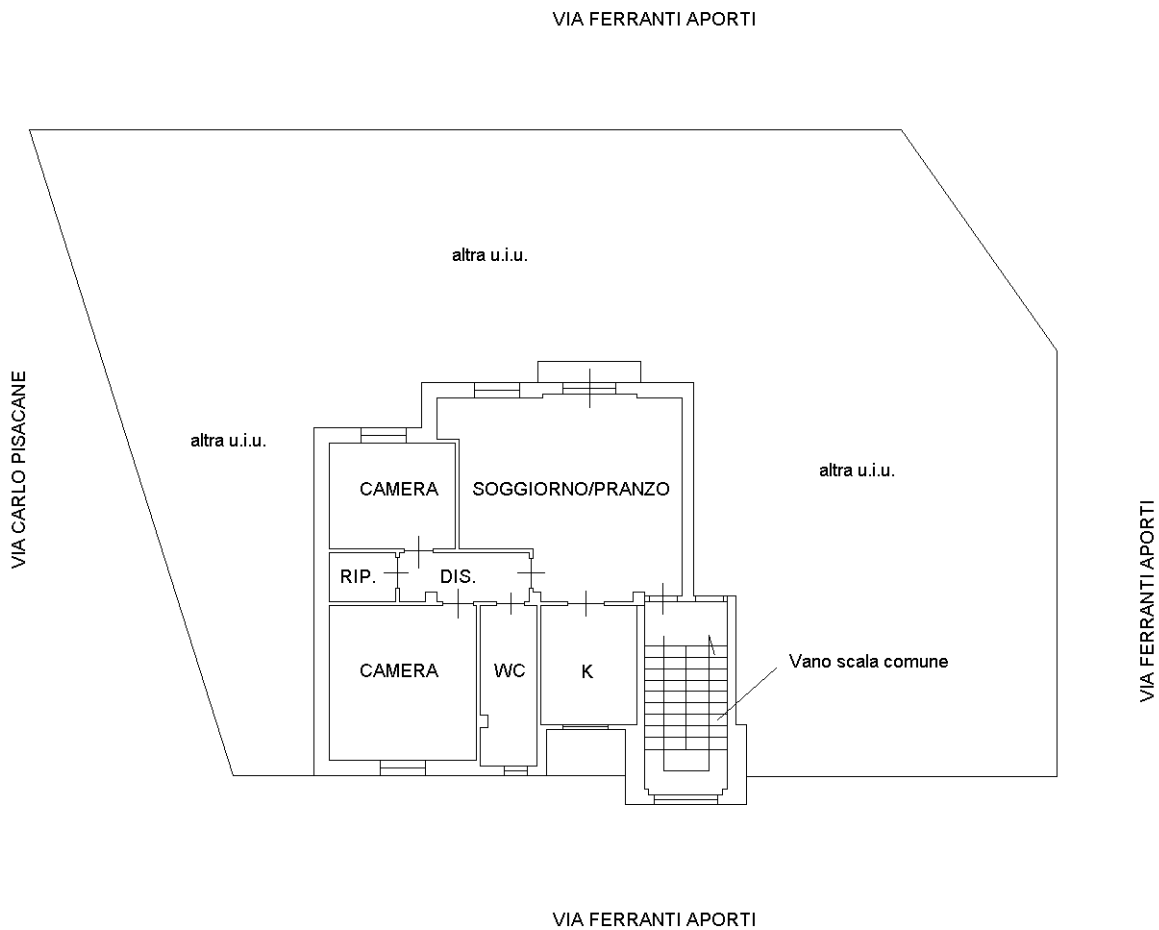 VIA FERRANTI APORTI
altra u.i.u.
VIA CARLO PISACANE
altra u.i.u.
altra u.i.u.
CAMERA
SOGGIORNO/PRANZO
VIA FERRANTI APORTI
RIP.
DIS.
CAMERA
WC
K
Vano scala comune
VIA FERRANTI APORTI